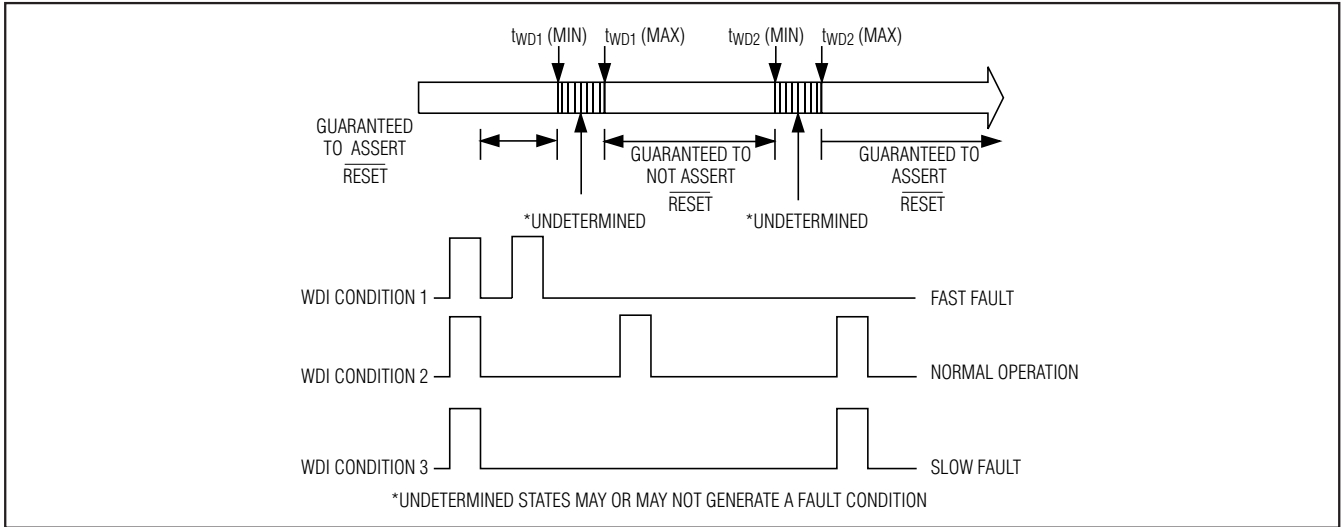 tWD1 (MIN) tWD1 (MAX) tWD2 (MIN) tWD2 (MAX)
GUARANTEED
TO ASSERT
RESET
GUARANTEED TO
NOT ASSERT
RESET
GUARANTEED TO
ASSERT
RESET
*UNDETERMINED
*UNDETERMINED
WDI CONDITION 1 FAST FAULT
WDI CONDITION 2 NORMAL OPERATION
WDI CONDITION 3 SLOW FAULT
*UNDETERMINED STATES MAY OR MAY NOT GENERATE A FAULT CONDITION